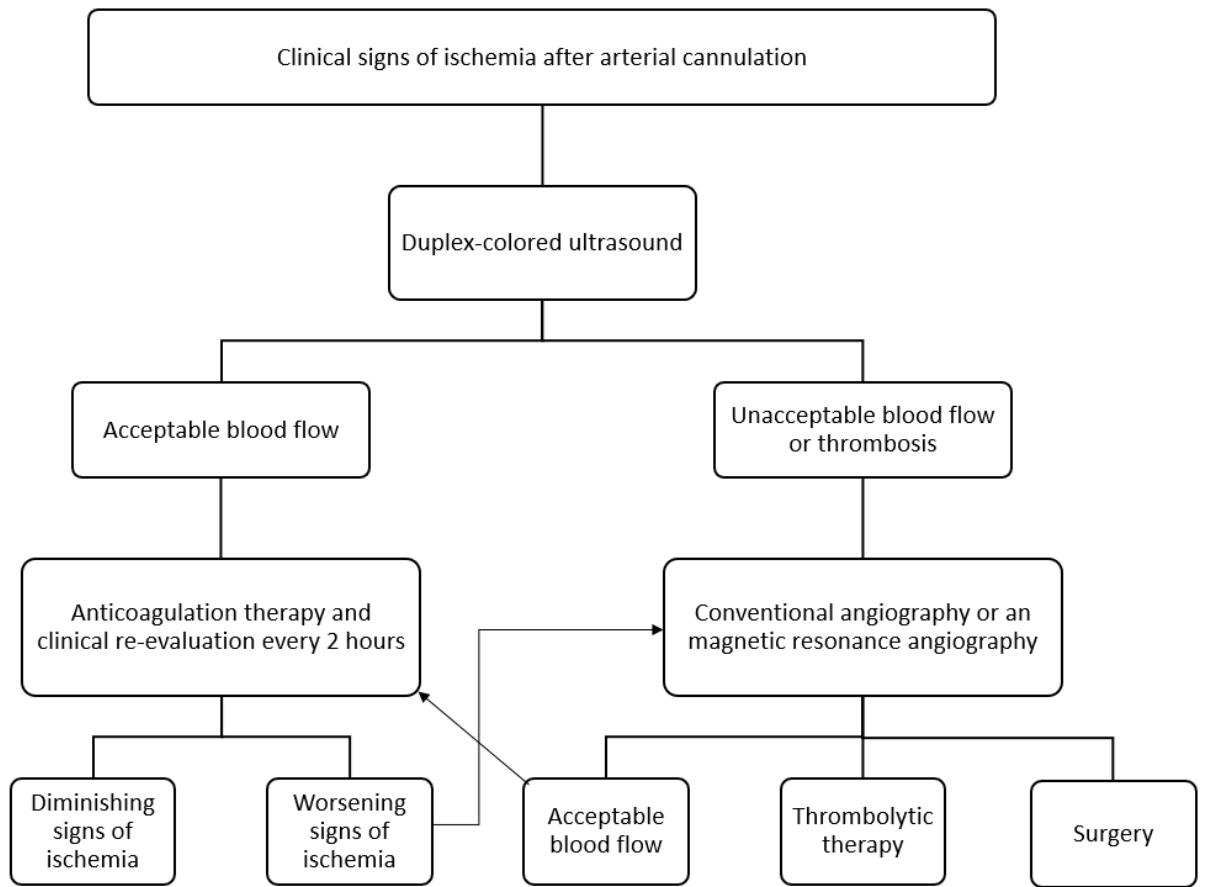 Clinical signs of ischemia after arterial cannulation
Duplex-colored ultrasound
Acceptable blood flow
Unacceptable blood flow
or thrombosis
Anticoagulation therapy and
clinical re-evaluation every 2 hours
Conventional angiography or an
magnetic resonance angiography
Diminishing
signs of
ischemia
Worsening
signs of
ischemia
Acceptable
blood flow
Thrombolytic
therapy
Surgery